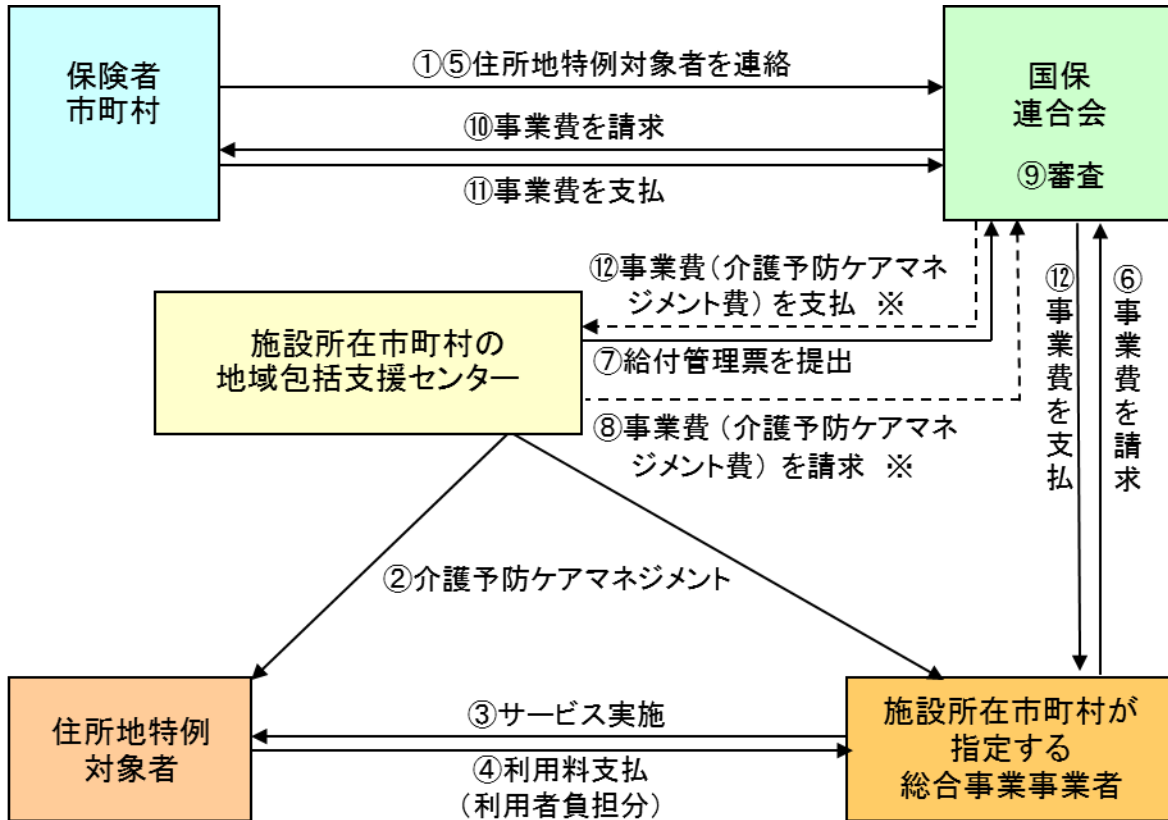 保険者
市町村
①⑤住所地特例対象者を連絡
国保
連合会
⑨審査
⑩事業費を請求
⑪事業費を支払
⑫事業費（介護予防ケアマネ
ジメント費）を支払 ※
施設所在市町村の
地域包括支援センター
⑦給付管理票を提出
⑧事業費（介護予防ケアマネ
ジメント費）を請求 ※
⑫事業費を支払
⑥事業費を請求
②介護予防ケアマネジメント
住所地特例
対象者
③サービス実施
④利用料支払
（利用者負担分）
施設所在市町村が
指定する
総合事業事業者